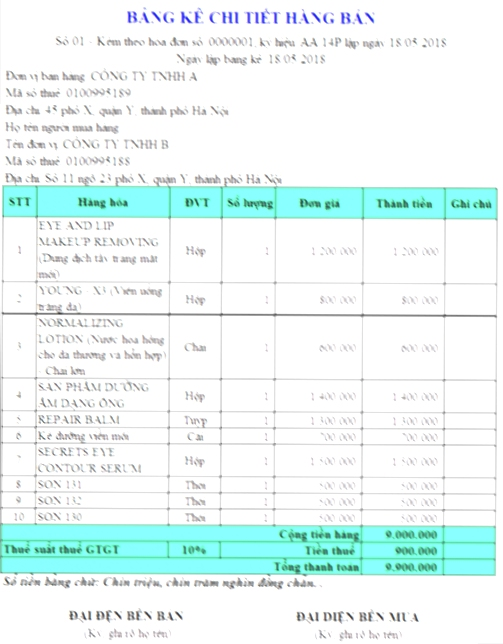 BẢNG KÊ CHI TIẾT HÀNG BÁN
Số 01 - Kèm theo hóa đơn số 0000001, ký hiệu AA 14P lập ngày 18/05/2018
Ngày lập bảng kê 18/05/2018
Đơn vị bán hàng: CÔNG TY TNHH A
Mã số thuế: 0100995189
Địa chỉ: 45 phố X, quận Y, thành phố Hà Nội
Họ tên người mua hàng
Tên đơn vị: CÔNG TY TNHH B
Mã số thuế: 0100995188
Địa chỉ: Số 11 ngõ 23 phố X, quận Y, thành phố Hà Nội
STT Hàng hóa ĐVT Số lượng Đơn giá Thành tiền Ghi chú
1 EYE AND LIP MAKEUP REMOVING (Dung dịch tẩy trang mắt môi) Hộp 1 1.200.000 1.200.000
2 YOUNG - X3 (Viên uống trắng da) Hộp 1 800.000 800.000
3 NORMALIZING LOTION (Nước hoa hồng cho da thường và hỗn hợp) - Chai lớn Chai 1 600.000 600.000
4 SẢN PHẨM DƯỠNG ẨM DẠNG ỐNG Hộp 1 1.400.000 1.400.000
5 REPAIR BALM Tuýp 1 1.300.000 1.300.000
6 Kẻ đường viền môi Cái 1 700.000 700.000
7 SECRETS EYE CONTOUR SERUM Hộp 1 1.500.000 1.500.000
8 SON 131 Thỏi 1 500.000 500.000
9 SON 132 Thỏi 1 500.000 500.000
10 SON 130 Thỏi 1 500.000 500.000
Cộng tiền hàng 9.000.000
Thuế suất thuế GTGT 10% Tiền thuế 900.000
Tổng thanh toán 9.900.000
Số tiền bằng chữ: Chín triệu, chín trăm nghìn đồng chẵn.
ĐẠI ĐỆN BÊN BÁN ĐẠI DIỆN BÊN MUA
(Ký, ghi rõ họ tên) (Ký, ghi rõ họ tên)